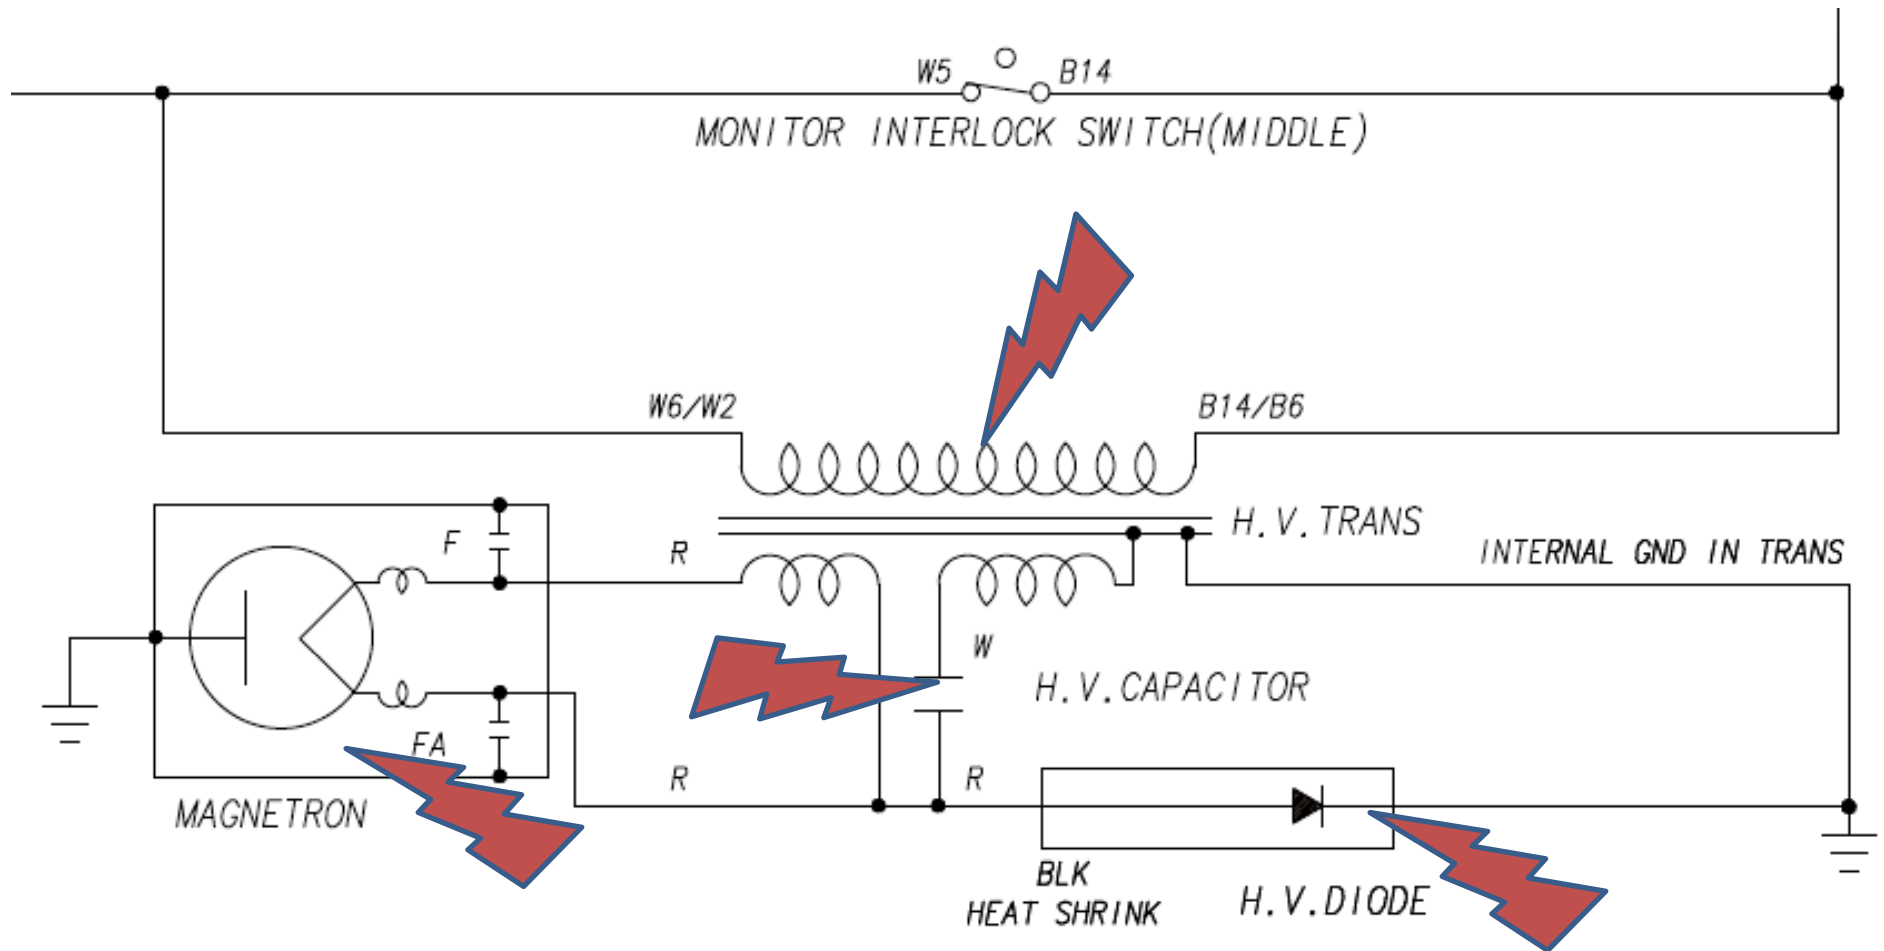 W5
B14
MONITOR INTERLOCK SWITCH(MIDDLE)
W6/W2
B14/B6
H.V.TRANS
F
R
INTERNAL GND IN TRANS
W
H.V.CAPACITOR
FA
R
R
MAGNETRON
BLK
HEAT SHRINK
H.V.DIODE